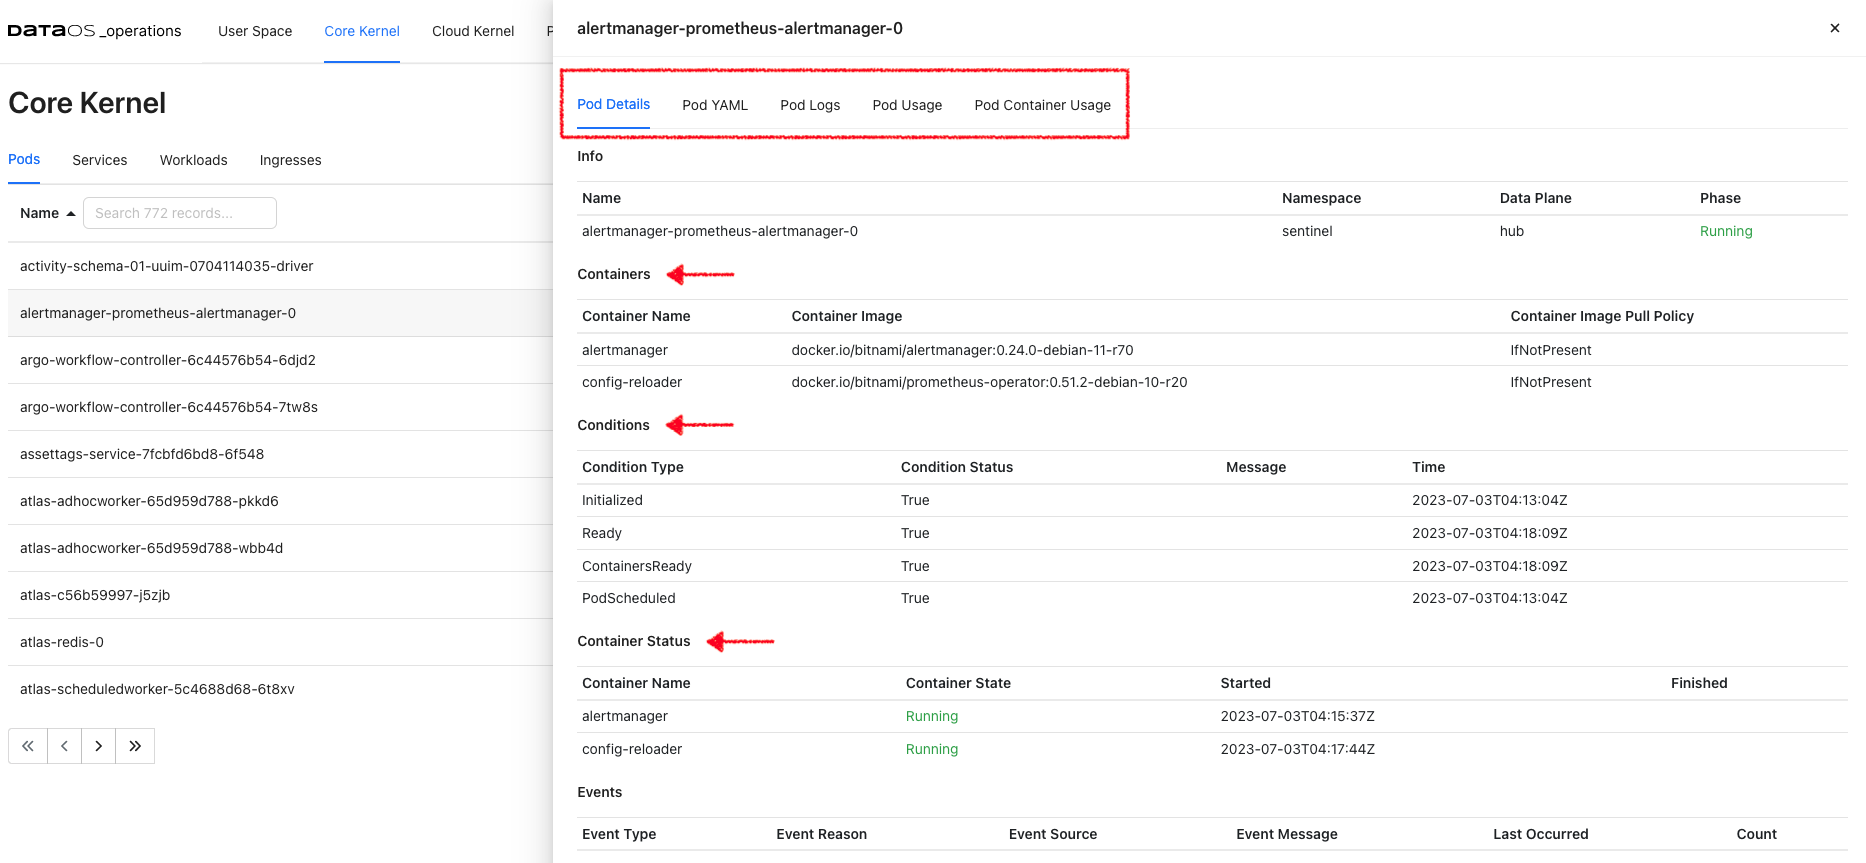 DATAOS _operations
User Space Core Kernel Cloud Kernel
Core Kernel
Pods Services Workloads Ingresses
Name Search 772 records...
activity-schema-01-uuim-0704114035-driver
alertmanager-prometheus-alertmanager-0
argo-workflow-controller-6c44576b54-6djd2
argo-workflow-controller-6c44576b54-7tw8s
assettags-service-7fcbfd6bd8-6f548
atlas-adhocworker-65d959d788-pkkd6
atlas-adhocworker-65d959d788-wbb4d
atlas-c56b59997-j5zjb
atlas-redis-0
atlas-scheduledworker-5c4688d68-6t8xv
alertmanager-prometheus-alertmanager-0
Pod Details Pod YAML Pod Logs Pod Usage Pod Container Usage
Info
Name Namespace Data Plane Phase
alertmanager-prometheus-alertmanager-0 sentinel hub Running
Containers
Container Name Container Image Container Image Pull Policy
alertmanager docker.io/bitnami/alertmanager:0.24.0-debian-11-r70 IfNotPresent
config-reloader docker.io/bitnami/prometheus-operator:0.51.2-debian-10-r20 IfNotPresent
Conditions
Condition Type Condition Status Message Time
Initialized True 2023-07-03T04:13:04Z
Ready True 2023-07-03T04:18:09Z
ContainersReady True 2023-07-03T04:18:09Z
PodScheduled True 2023-07-03T04:13:04Z
Container Status
Container Name Container State Started Finished
alertmanager Running 2023-07-03T04:15:37Z
config-reloader Running 2023-07-03T04:17:44Z
Events
Event Type Event Reason Event Source Event Message Last Occurred Count